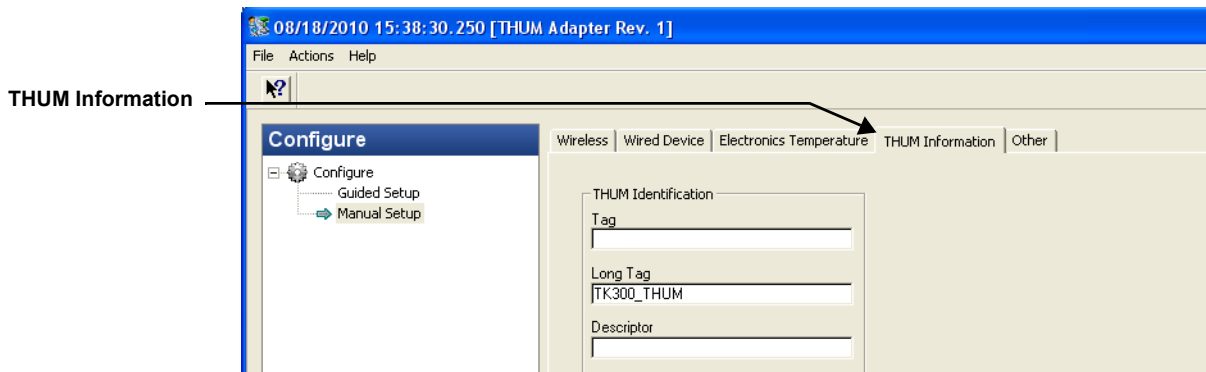 08/18/2010 15:38:30.250 [THUM Adapter Rev. 1]
File Actions Help
THUM Information
Configure
Wireless Wired Device Electronics Temperature THUM Information Other
Configure
Guided Setup
Manual Setup
THUM Identification
Tag
Long Tag
TK300_THUM
Descriptor